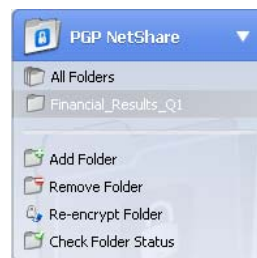 PGP NetShare
All Folders
Financial_Results_Q1
Add Folder
Remove Folder
Re-encrypt Folder
Check Folder Status